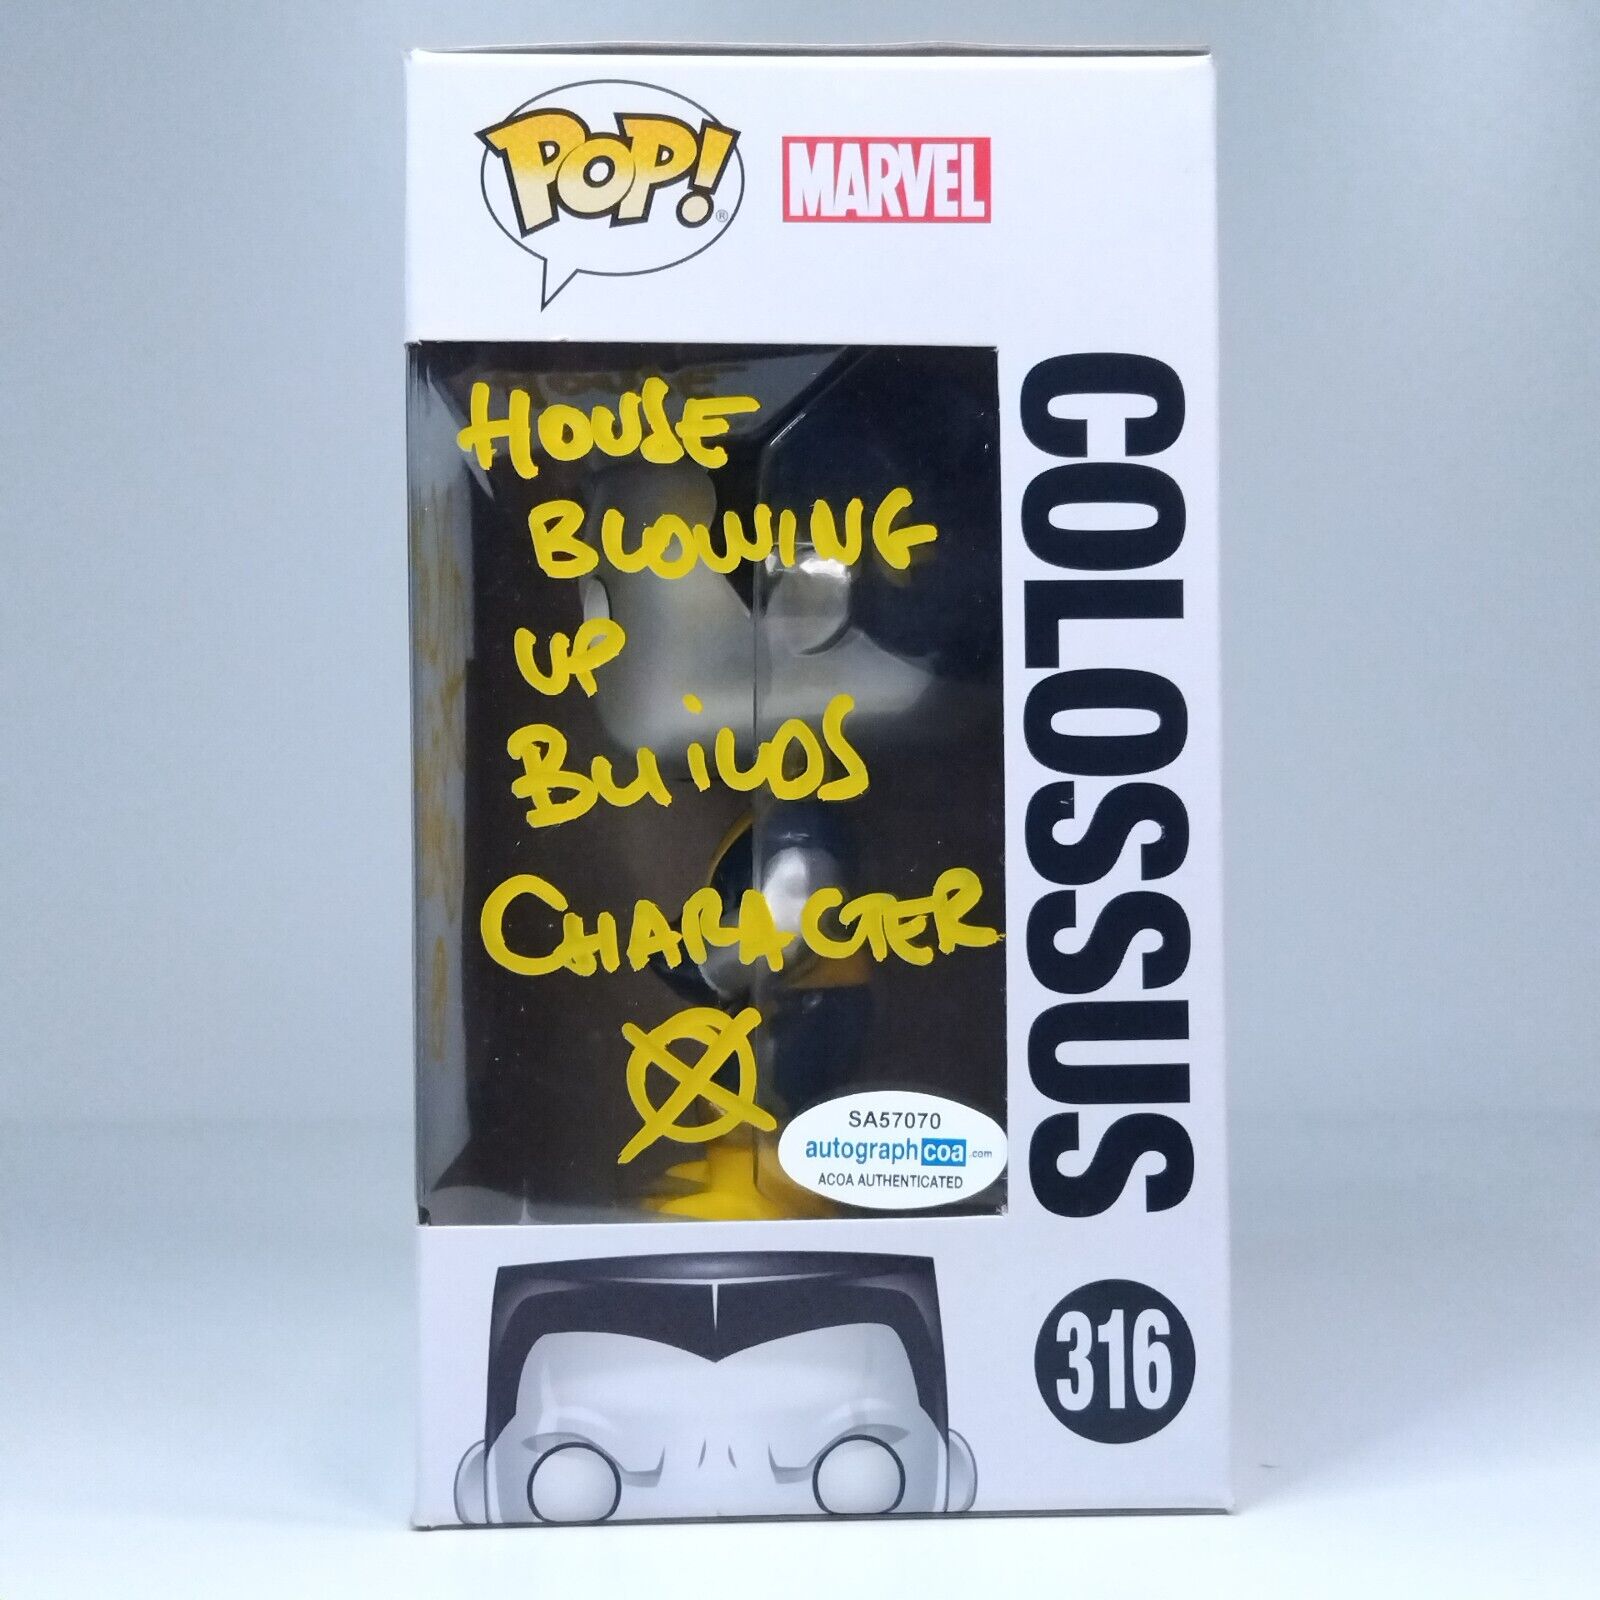 POP!®
MARVEL
HOUSE
BLOWING
UP
BUILDS
CHARACTER
SA57070
autographcoa.com
ACOA AUTHENTICATED
COLOSSUS
316